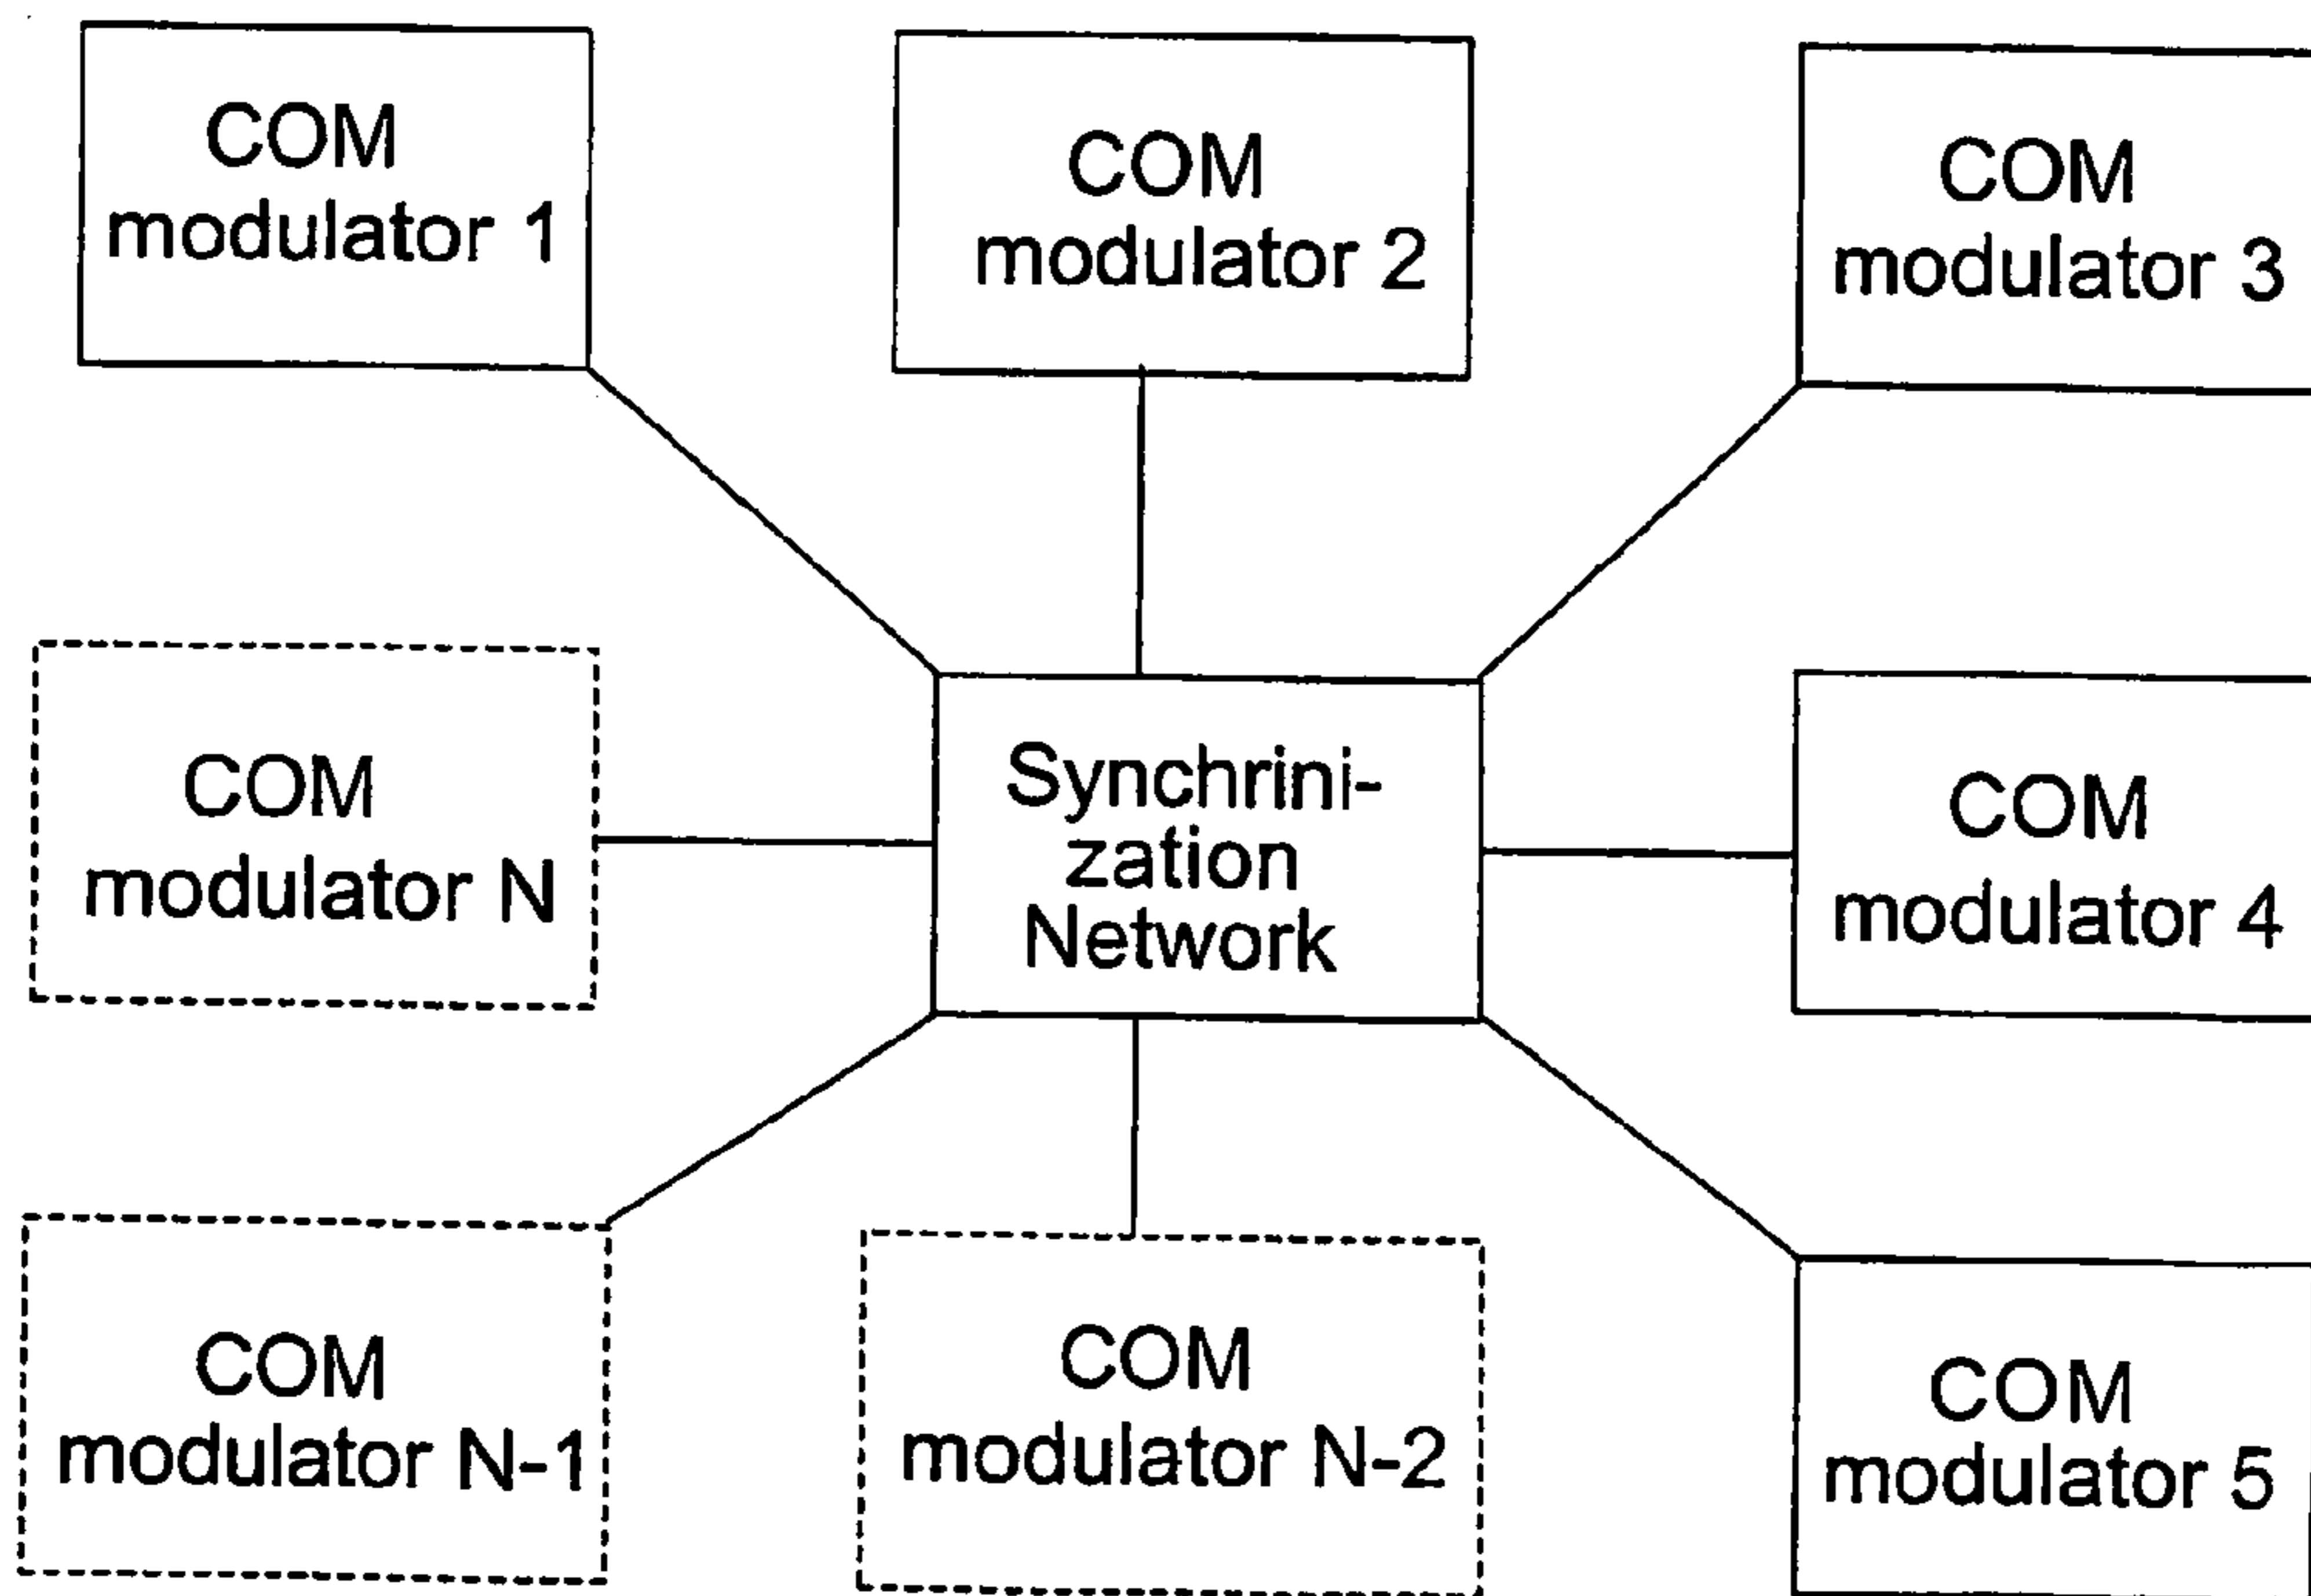 COM
modulator 1
COM
modulator 2
COM
modulator 3
COM
modulator N
Synchrini-
zation
Network
COM
modulator 4
COM
modulator N-1
COM
modulator N-2
COM
modulator 5